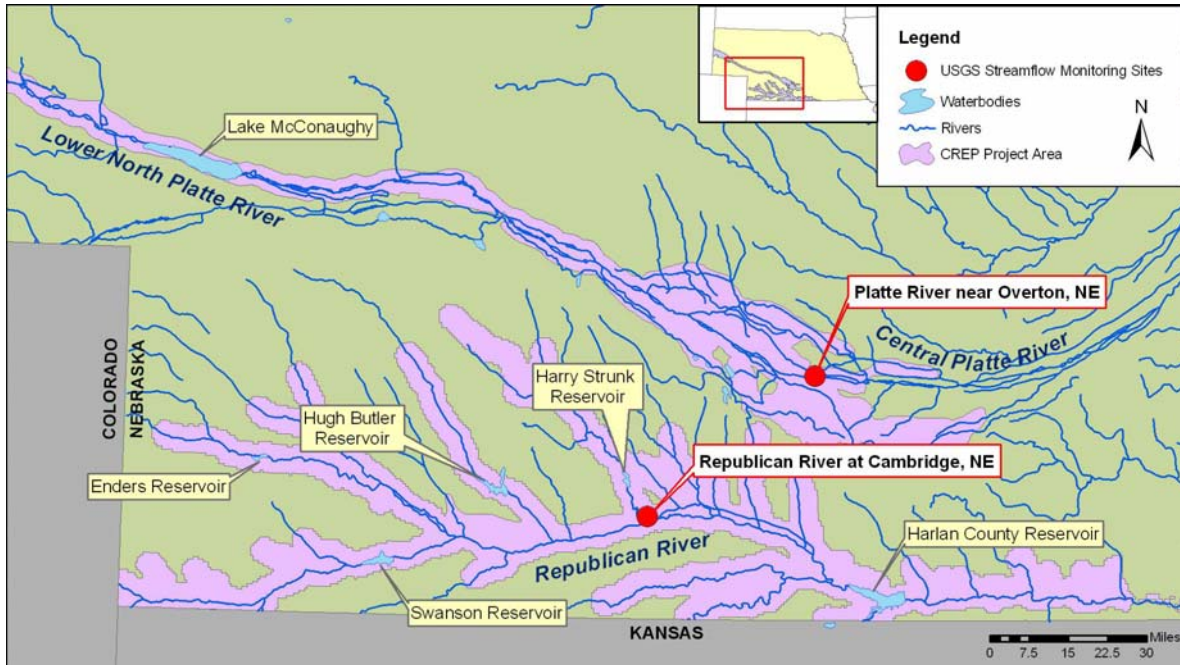 Legend
USGS Streamflow Monitoring Sites
Waterbodies
Rivers
CREP Project Area
N
Lake McConaughy
Lower North Platte River
Platte River near Overton, NE
Central Platte River
COLORADO
NEBRASKA
Harry Strunk
Reservoir
Hugh Butler
Reservoir
Enders Reservoir
Republican River at Cambridge, NE
Republican River
Harlan County Reservoir
Swanson Reservoir
KANSAS
Miles
0 7.5 15 22.5 30